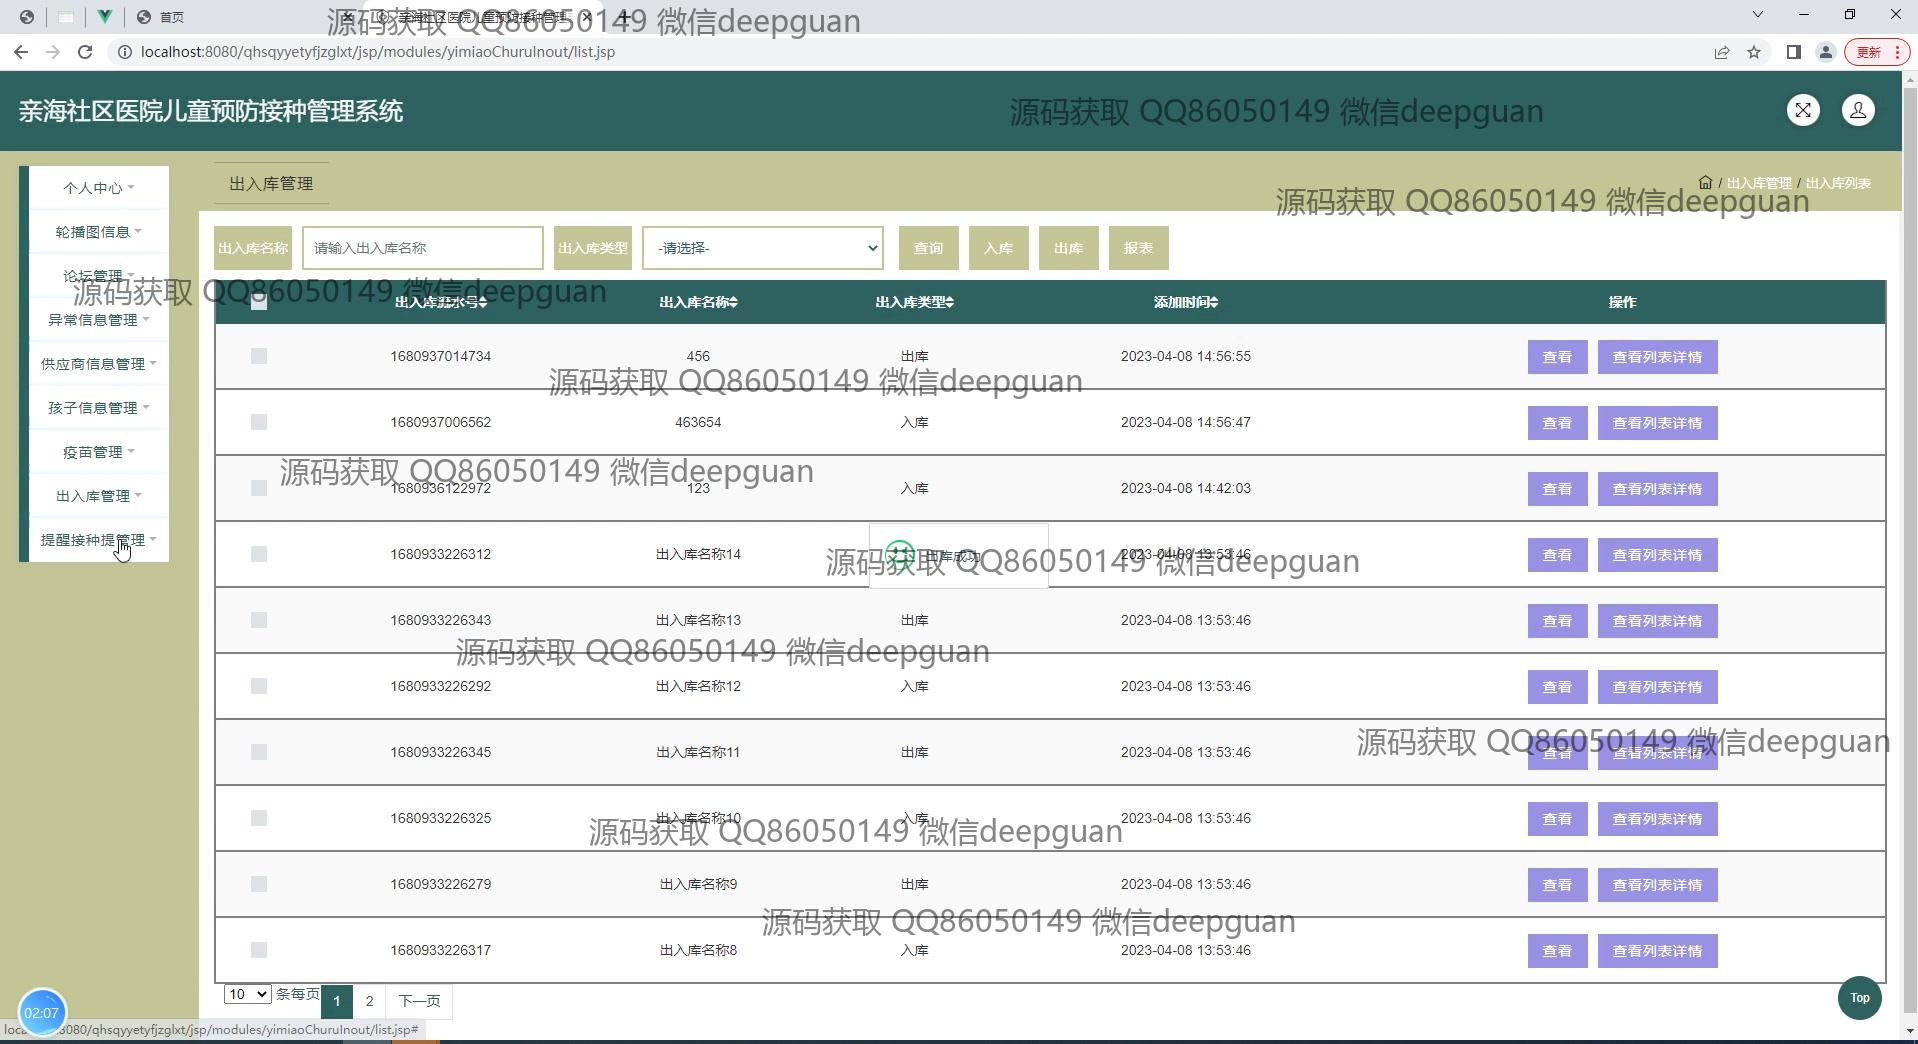 首页
亲海社区医院儿童预防接种管理
源码获取 QQ86050149 微信deepguan
localhost:8080/qhsqyyetyfjzglxt/jsp/modules/yimiaoChuruInout/list.jsp
更新
亲海社区医院儿童预防接种管理系统
源码获取 QQ86050149 微信deepguan
个人中心
轮播图信息
论坛管理
异常信息管理
供应商信息管理
孩子信息管理
疫苗管理
出入库管理
提醒接种提管理
出入库管理
/ 出入库管理 / 出入库列表
源码获取 QQ86050149 微信deepguan
出入库名称 请输入出入库名称 出入库类型 -请选择- 查询 入库 出库 报表
源码获取 QQ86050149 微信deepguan
出入库流水号 出入库名称 出入库类型 添加时间 操作
1680937014734 456 出库 2023-04-08 14:56:55 查看 查看列表详情
源码获取 QQ86050149 微信deepguan
1680937006562 463654 入库 2023-04-08 14:56:47 查看 查看列表详情
源码获取 QQ86050149 微信deepguan
1680936122972 123 入库 2023-04-08 14:42:03 查看 查看列表详情
1680933226312 出入库名称14 2023-04-08 13:53:46 查看 查看列表详情
出库成功
源码获取 QQ86050149 微信deepguan
1680933226343 出入库名称13 出库 2023-04-08 13:53:46 查看 查看列表详情
源码获取 QQ86050149 微信deepguan
1680933226292 出入库名称12 入库 2023-04-08 13:53:46 查看 查看列表详情
源码获取 QQ86050149 微信deepguan
1680933226345 出入库名称11 出库 2023-04-08 13:53:46 查看 查看列表详情
1680933226325 出入库名称10 入库 2023-04-08 13:53:46 查看 查看列表详情
源码获取 QQ86050149 微信deepguan
1680933226279 出入库名称9 出库 2023-04-08 13:53:46 查看 查看列表详情
源码获取 QQ86050149 微信deepguan
1680933226317 出入库名称8 入库 2023-04-08 13:53:46 查看 查看列表详情
10 条每页 1 2 下一页
Top
02:07
loca 8080/qhsqyyetyfjzglxt/jsp/modules/yimiaoChuruInout/list.jsp#